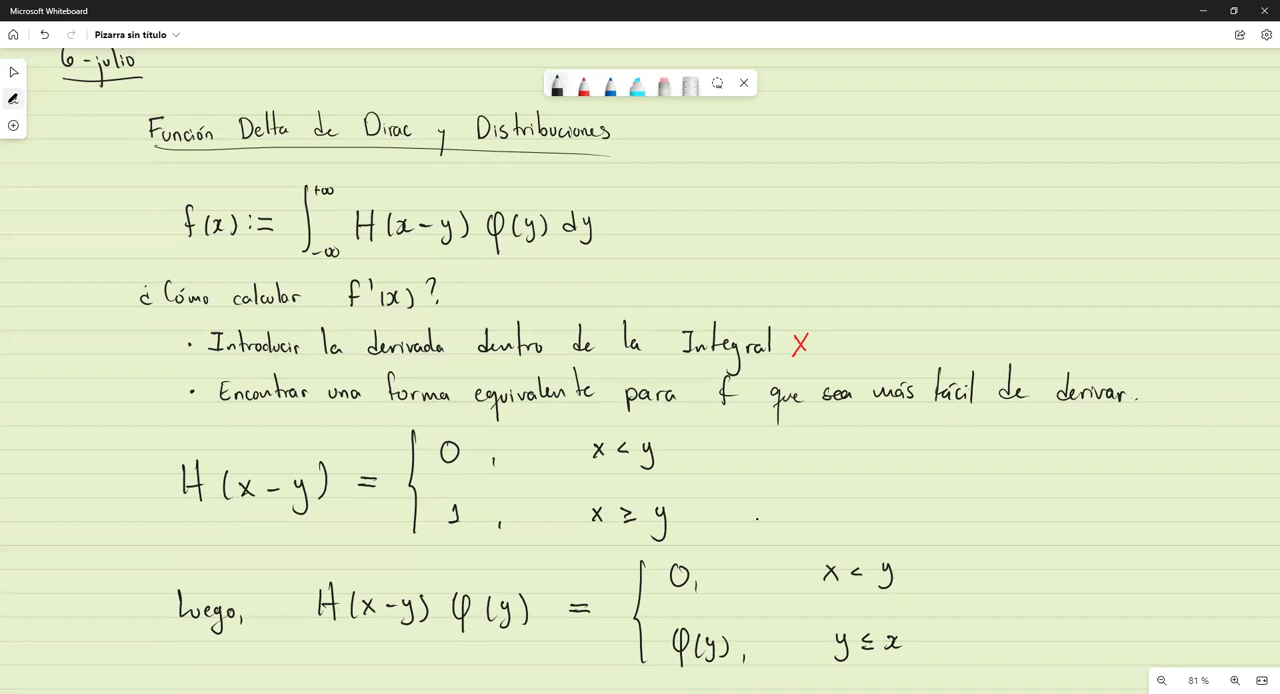 Microsoft Whiteboard
Pizarra sin título
6 - julio
Función Delta de Dirac y Distribuciones
f(x) := ∫_{-∞}^{+∞} H(x-y) φ(y) dy
¿Cómo calcular f'(x)?
· Introducir la derivada dentro de la Integral X
· Encontrar una forma equivalente para f que sea más fácil de derivar.
H(x-y) = { 0, x < y
1, x ≥ y
luego, H(x-y) φ(y) = { 0, x < y
φ(y), y ≤ x
81 %